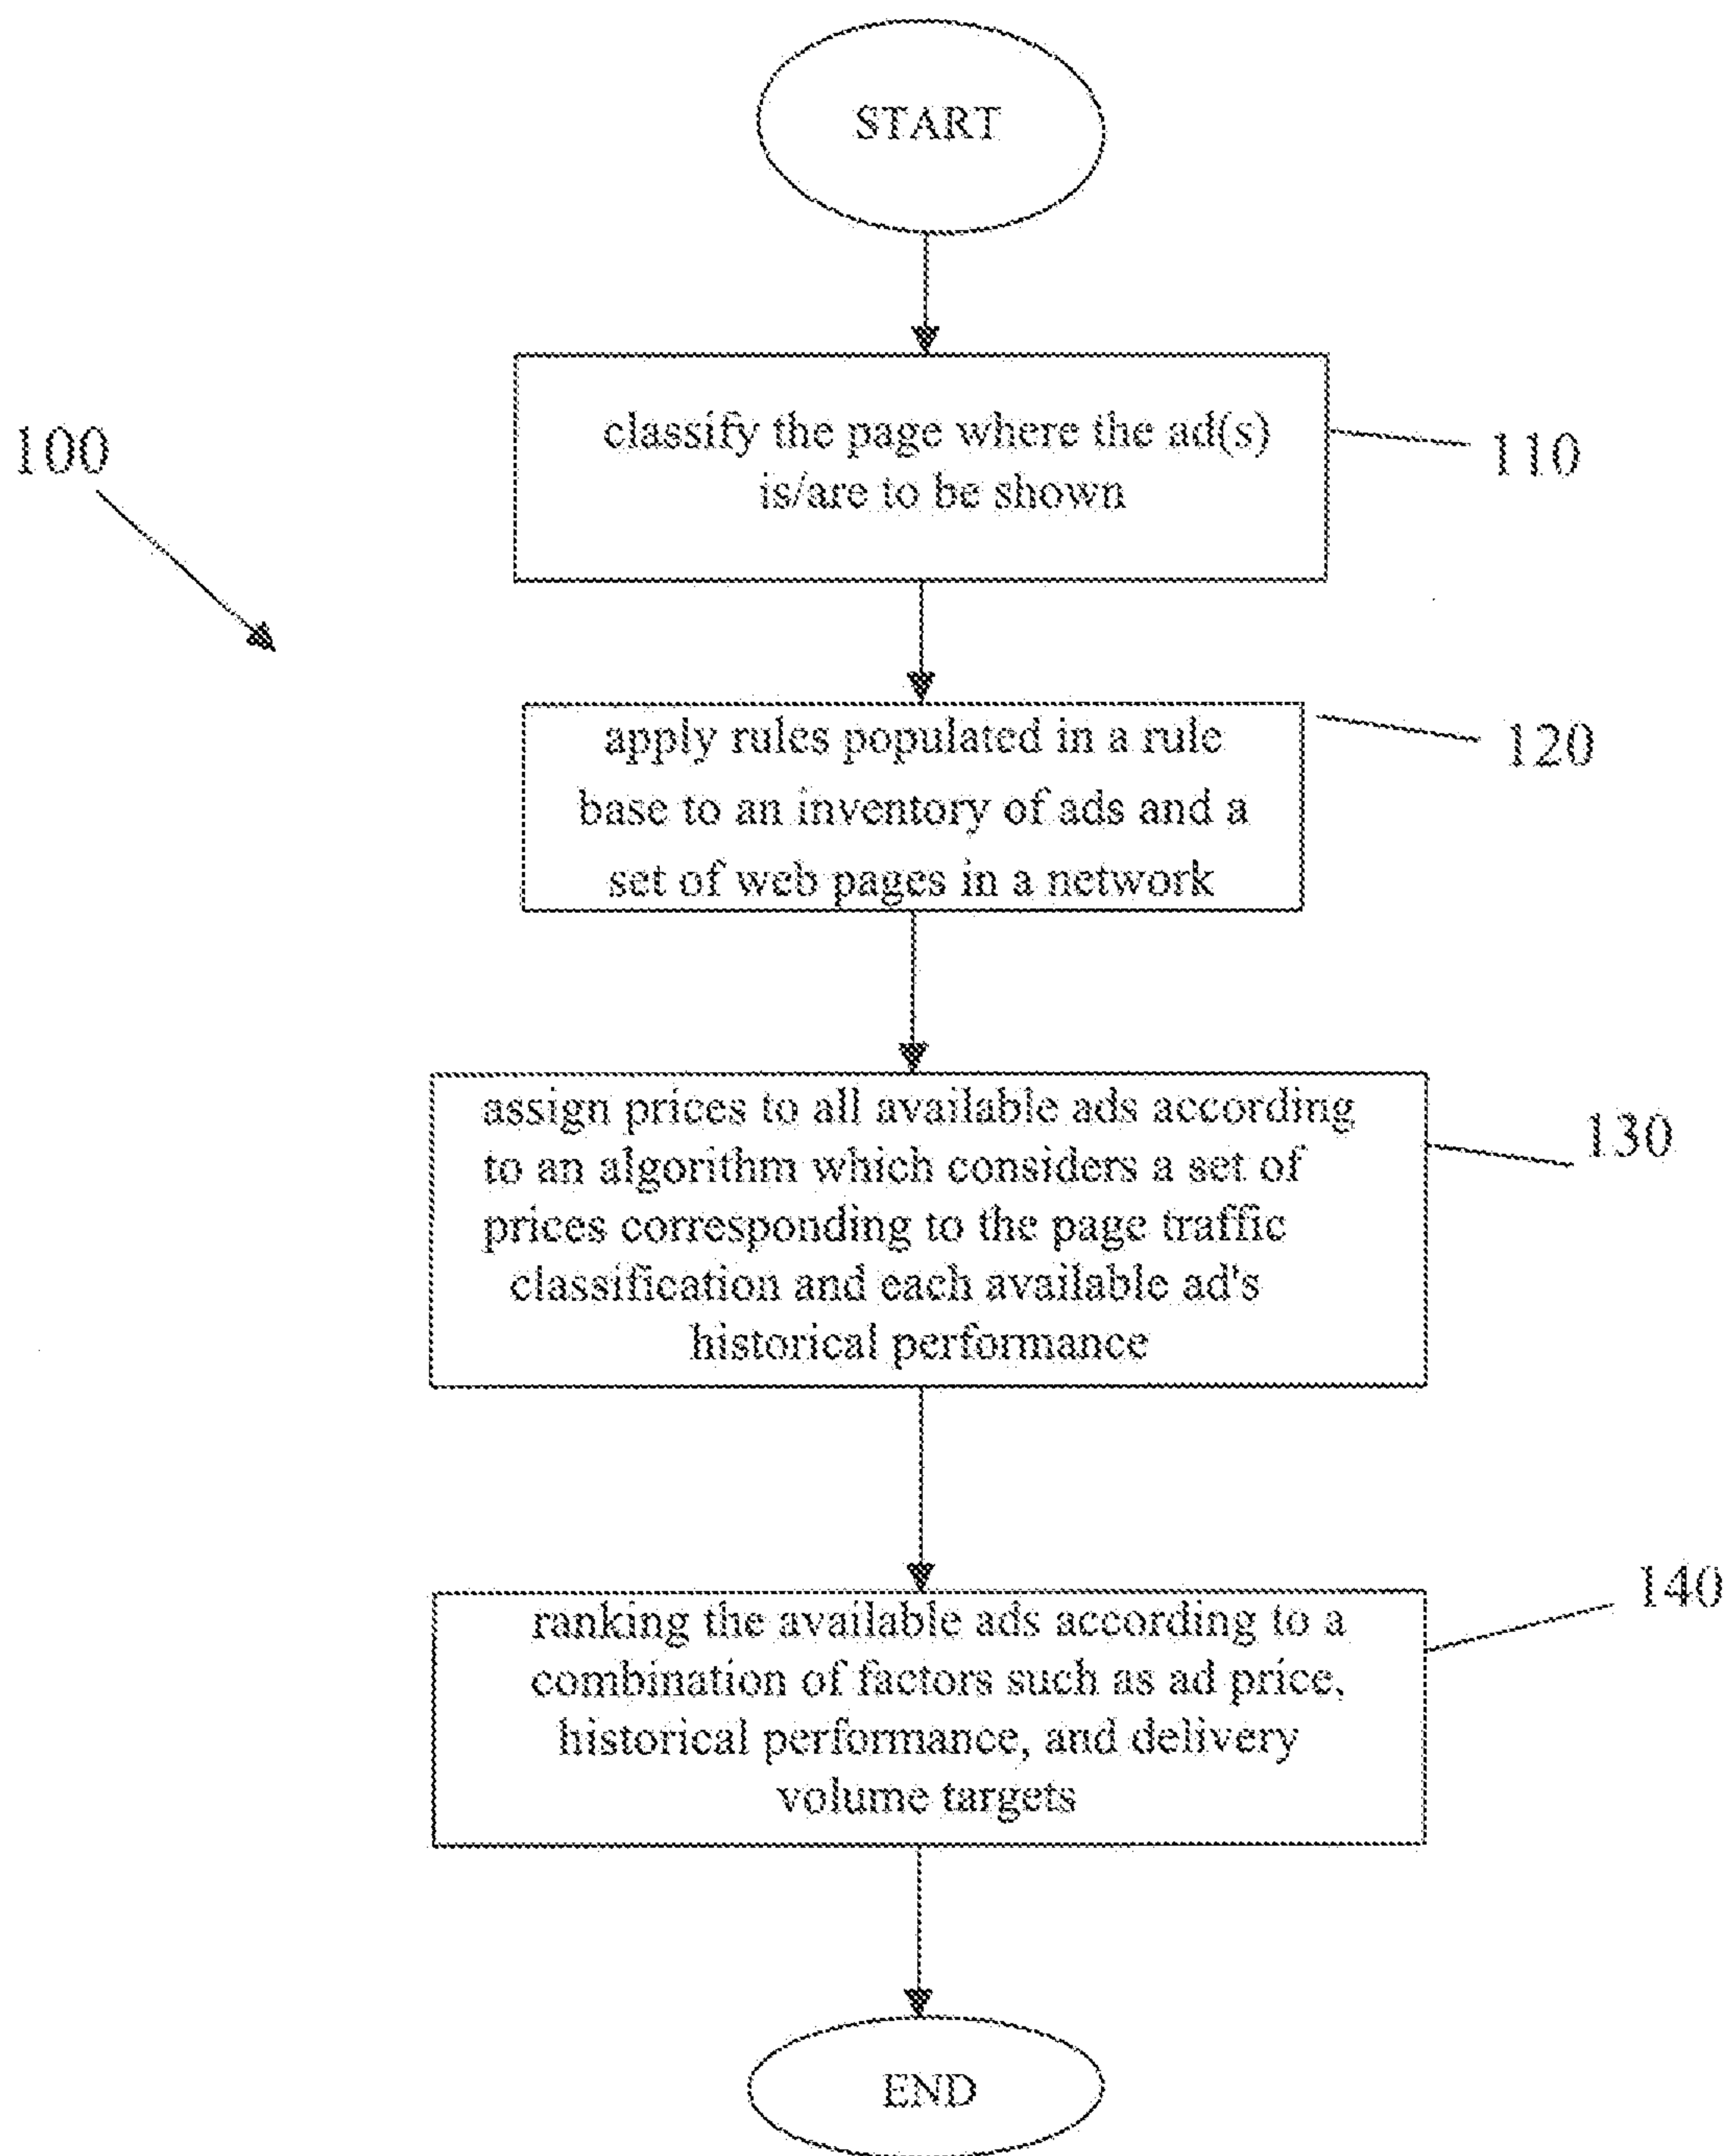 START
100
classify the page where the ad(s)
is/are to be shown
110
apply rules populated in a rule
base to an inventory of ads and a
set of web pages in a network
120
assign prices to all available ads according
to an algorithm which considers a set of
prices corresponding to the page traffic
classification and each available ad's
historical performance
130
ranking the available ads according to a
combination of factors such as ad price,
historical performance, and delivery
volume targets
140
END